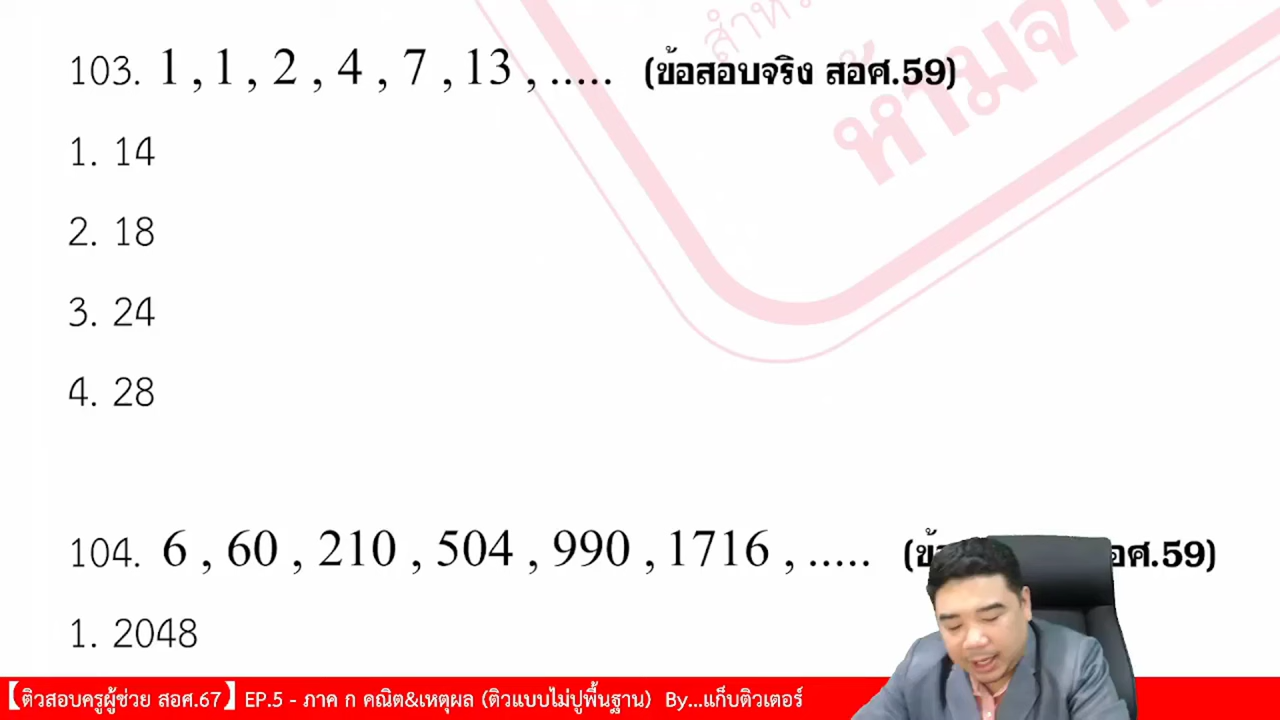 103. 1 , 1 , 2 , 4 , 7 , 13 , ..... (ข้อสอบจริง สอศ.59)
1. 14
2. 18
3. 24
4. 28
104. 6 , 60 , 210 , 504 , 990 , 1716 , ..... อศ.59)
1. 2048
【ติวสอบครูผู้ช่วย สอศ.67】 EP.5 - ภาค ก คณิต&เหตุผล (ติวแบบไม่ปูพื้นฐาน) By...แก็บติวเตอร์